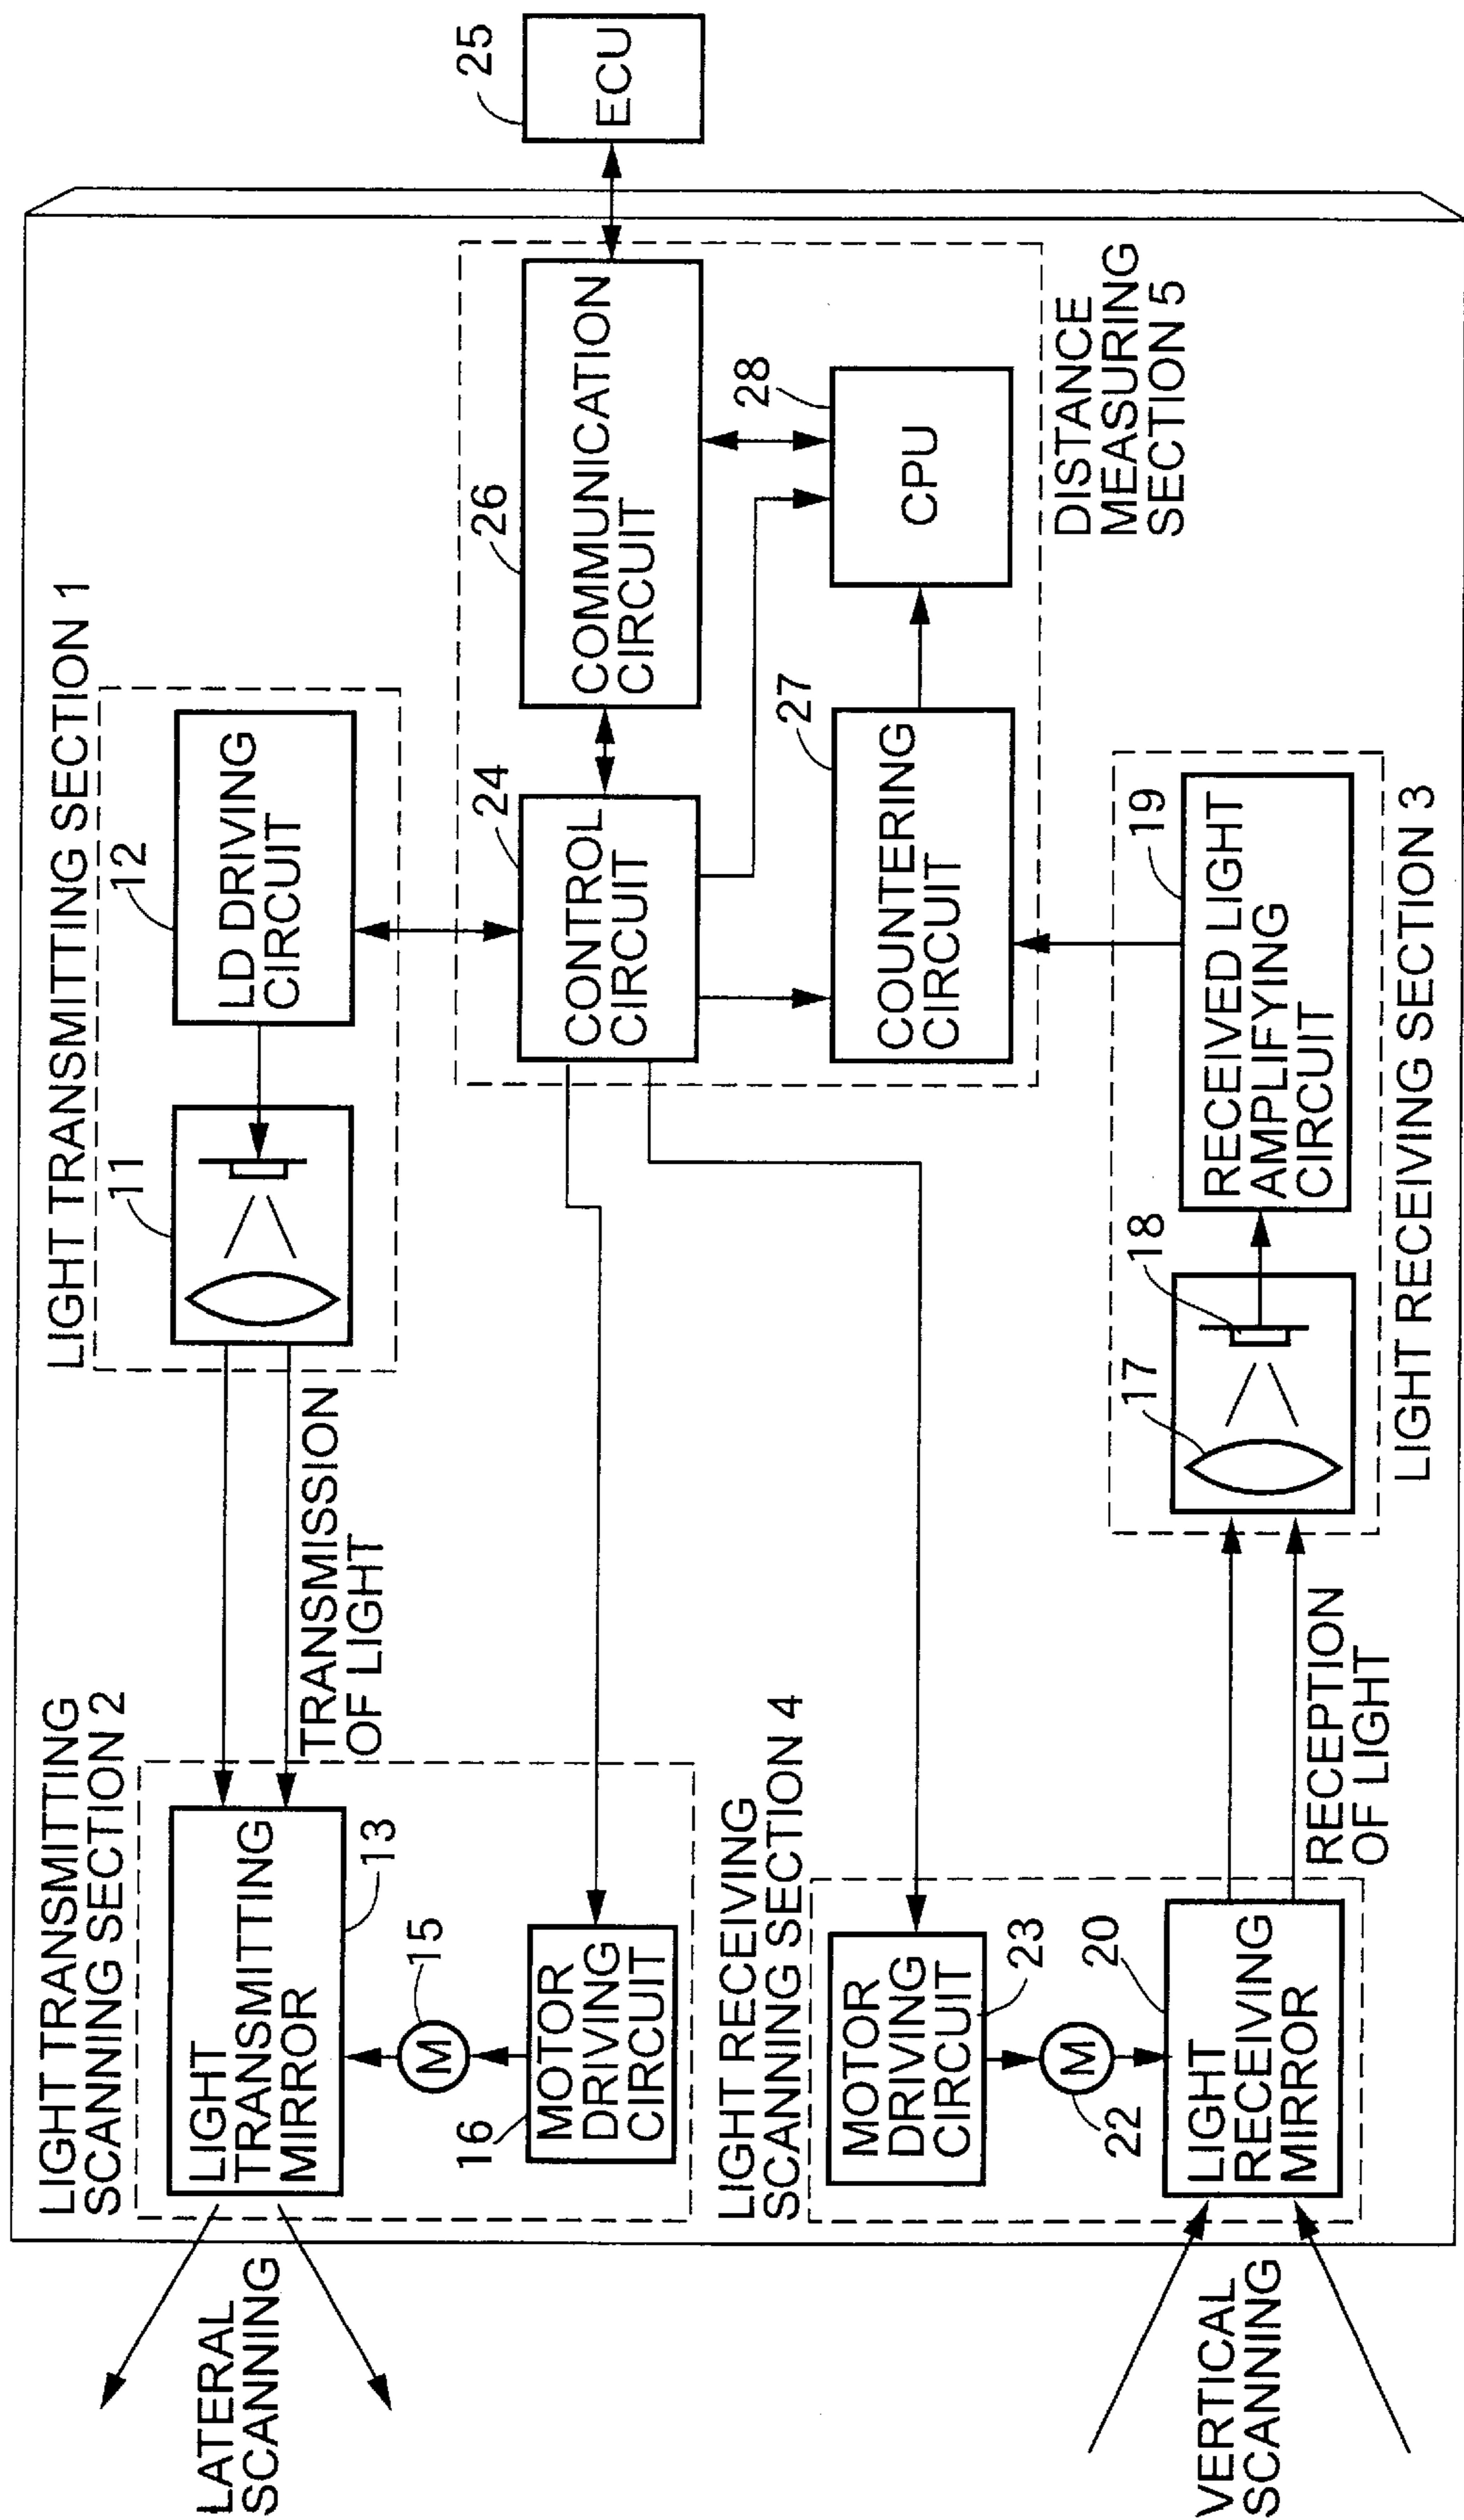 LIGHT TRANSMITTING
SCANNING SECTION 2
LIGHT TRANSMITTING SECTION 1
11
12
LIGHT
TRANSMITTING
MIRROR
13
TRANSMISSION
OF LIGHT
LD DRIVING
CIRCUIT
LATERAL
SCANNING
M
15
16
MOTOR
DRIVING
CIRCUIT
24
CONTROL
CIRCUIT
26
COMMUNICATION
CIRCUIT
25
ECU
LIGHT RECEIVING
SCANNING SECTION 4
27
COUNTERING
CIRCUIT
28
CPU
DISTANCE
MEASURING
SECTION 5
MOTOR
DRIVING
CIRCUIT
23
M
22
20
LIGHT
RECEIVING
MIRROR
VERTICAL
SCANNING
RECEPTION
OF LIGHT
17
18
19
RECEIVED LIGHT
AMPLIFYING
CIRCUIT
LIGHT RECEIVING SECTION 3